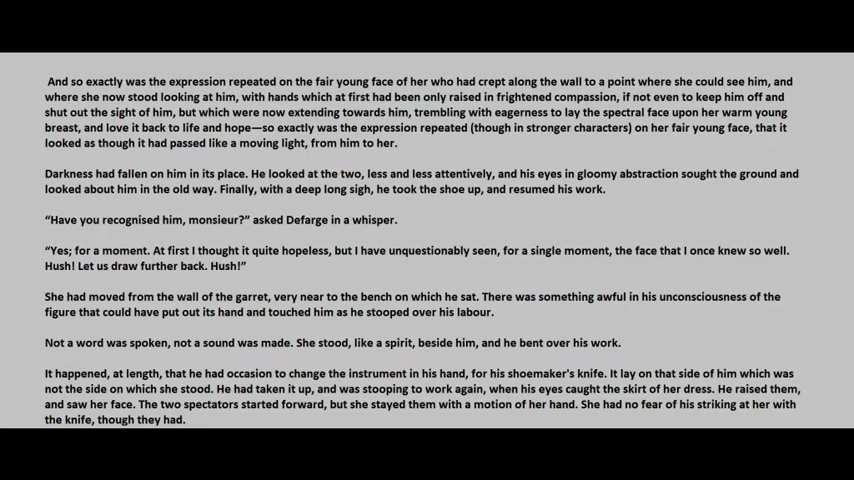 And so exactly was the expression repeated on the fair young face of her who had crept along the wall to a point where she could see him, and
where she now stood looking at him, with hands which at first had been only raised in frightened compassion, if not even to keep him off and
shut out the sight of him, but which were now extending towards him, trembling with eagerness to lay the spectral face upon her warm young
breast, and love it back to life and hope—so exactly was the expression repeated (though in stronger characters) on her fair young face, that it
looked as though it had passed like a moving light, from him to her.
Darkness had fallen on him in its place. He looked at the two, less and less attentively, and his eyes in gloomy abstraction sought the ground and
looked about him in the old way. Finally, with a deep long sigh, he took the shoe up, and resumed his work.
“Have you recognised him, monsieur?” asked Defarge in a whisper.
“Yes; for a moment. At first I thought it quite hopeless, but I have unquestionably seen, for a single moment, the face that I once knew so well.
Hush! Let us draw further back. Hush!”
She had moved from the wall of the garret, very near to the bench on which he sat. There was something awful in his unconsciousness of the
figure that could have put out its hand and touched him as he stooped over his labour.
Not a word was spoken, not a sound was made. She stood, like a spirit, beside him, and he bent over his work.
It happened, at length, that he had occasion to change the instrument in his hand, for his shoemaker's knife. It lay on that side of him which was
not the side on which she stood. He had taken it up, and was stooping to work again, when his eyes caught the skirt of her dress. He raised them,
and saw her face. The two spectators started forward, but she stayed them with a motion of her hand. She had no fear of his striking at her with
the knife, though they had.